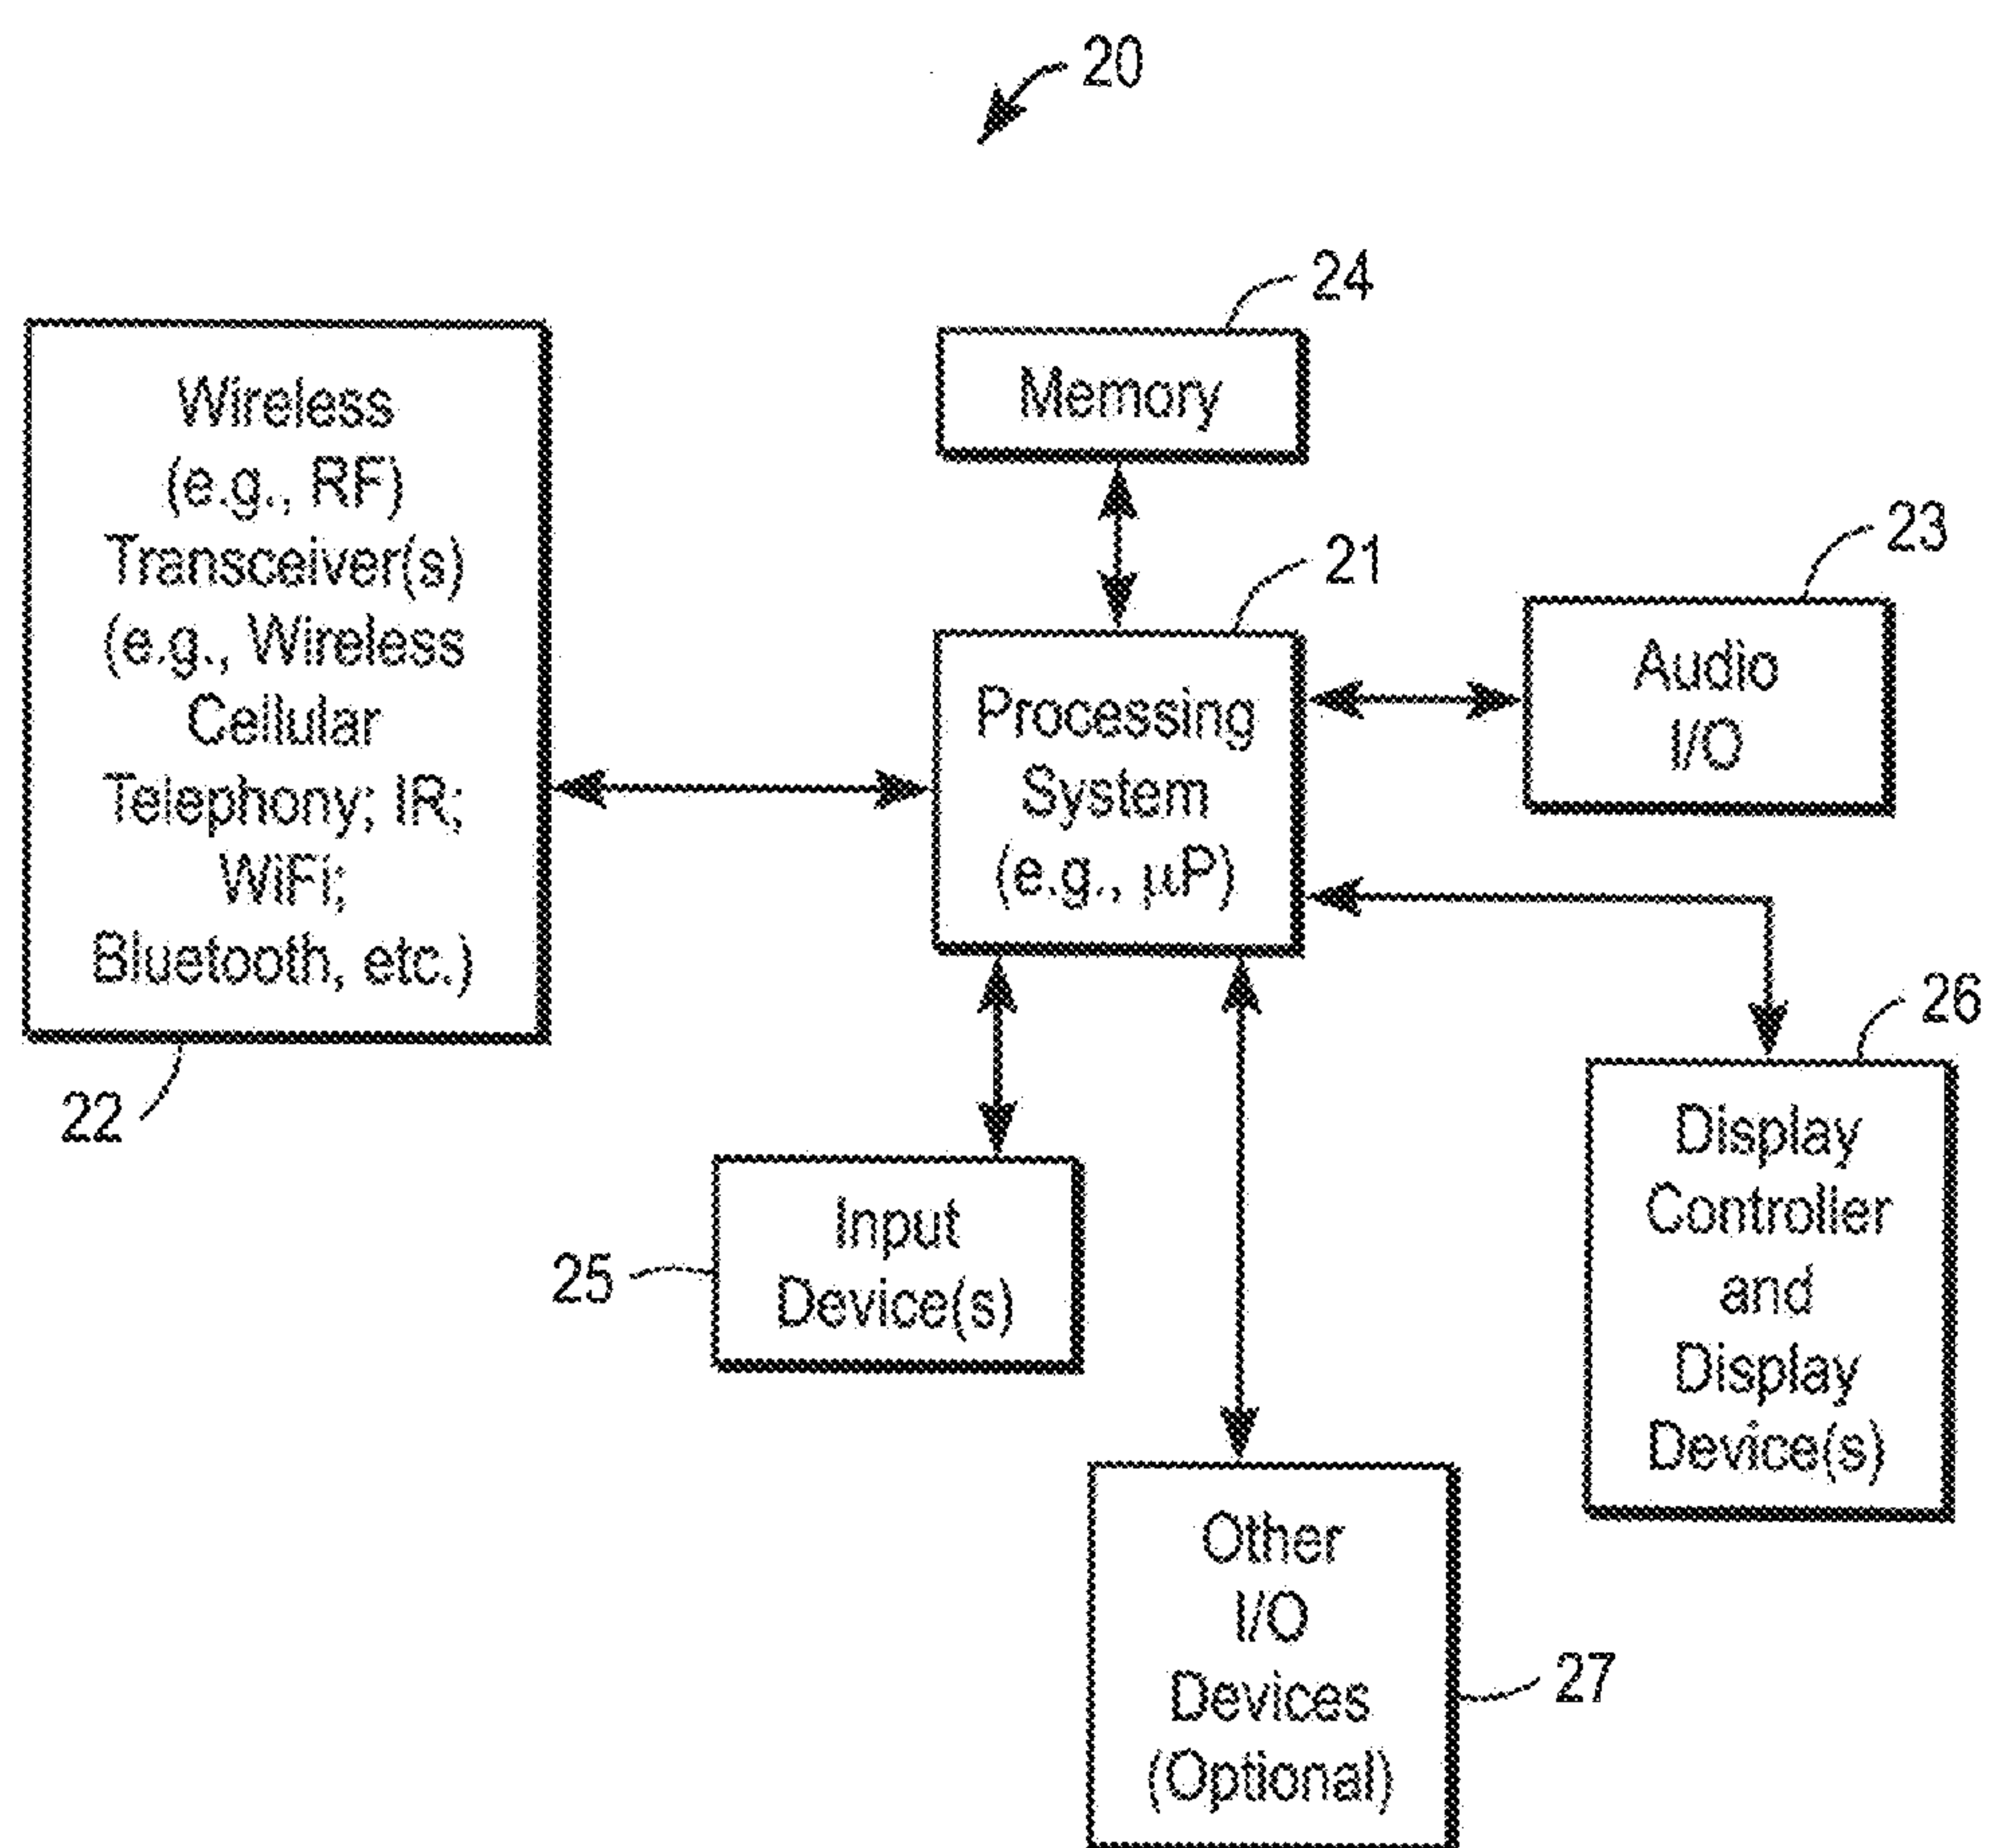 20
24
Memory
Wireless
(e.g., RF)
Transceiver(s)
(e.g., Wireless
Cellular
Telephony; IR;
WiFi;
Bluetooth, etc.)
22
21
Processing
System
(e.g., μP)
23
Audio
I/O
25
Input
Device(s)
26
Display
Controller
and
Display
Device(s)
Other
I/O
Devices
(Optional)
27